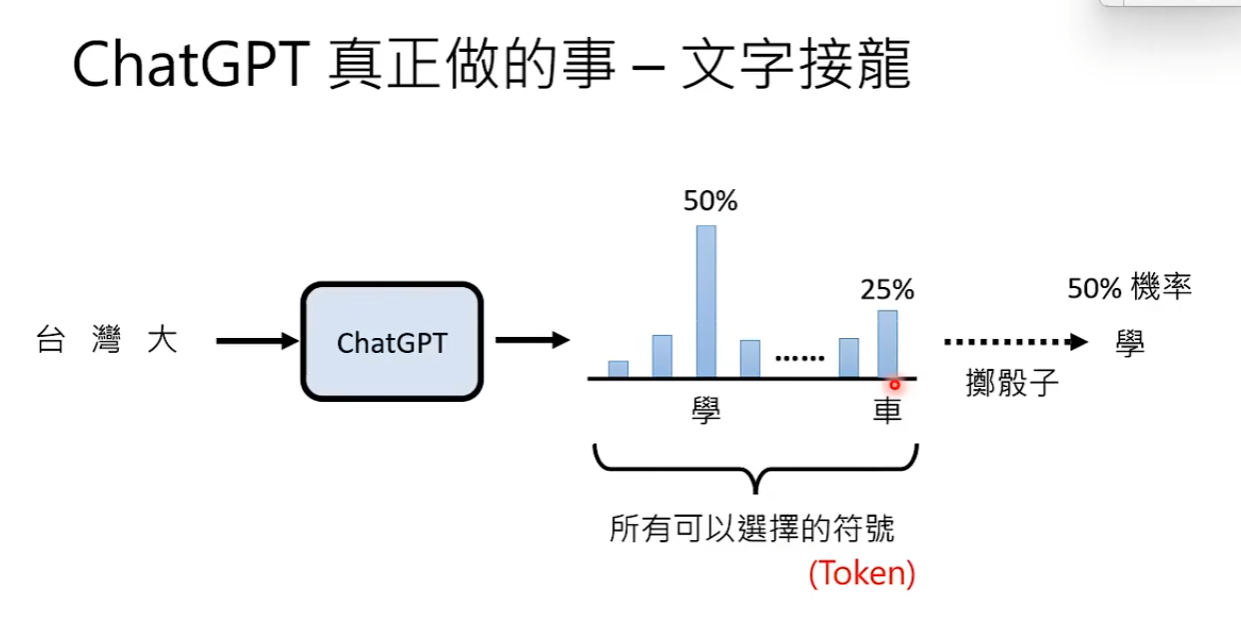 ChatGPT 真正做的事 – 文字接龍
台 灣 大
ChatGPT
50%
25%
學
車
......
所有可以選擇的符號
(Token)
擲骰子
50% 機率
學